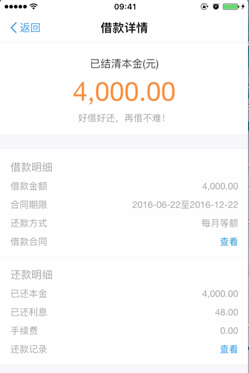 09:41
返回
借款详情
已结清本金(元)
4,000.00
好借好还，再借不难！
借款明细
借款金额 4,000.00
合同期限 2016-06-22至2016-12-22
还款方式 每月等额
借款合同 查看
还款明细
已还本金 4,000.00
已还利息 48.00
手续费 0.00
还款记录 查看